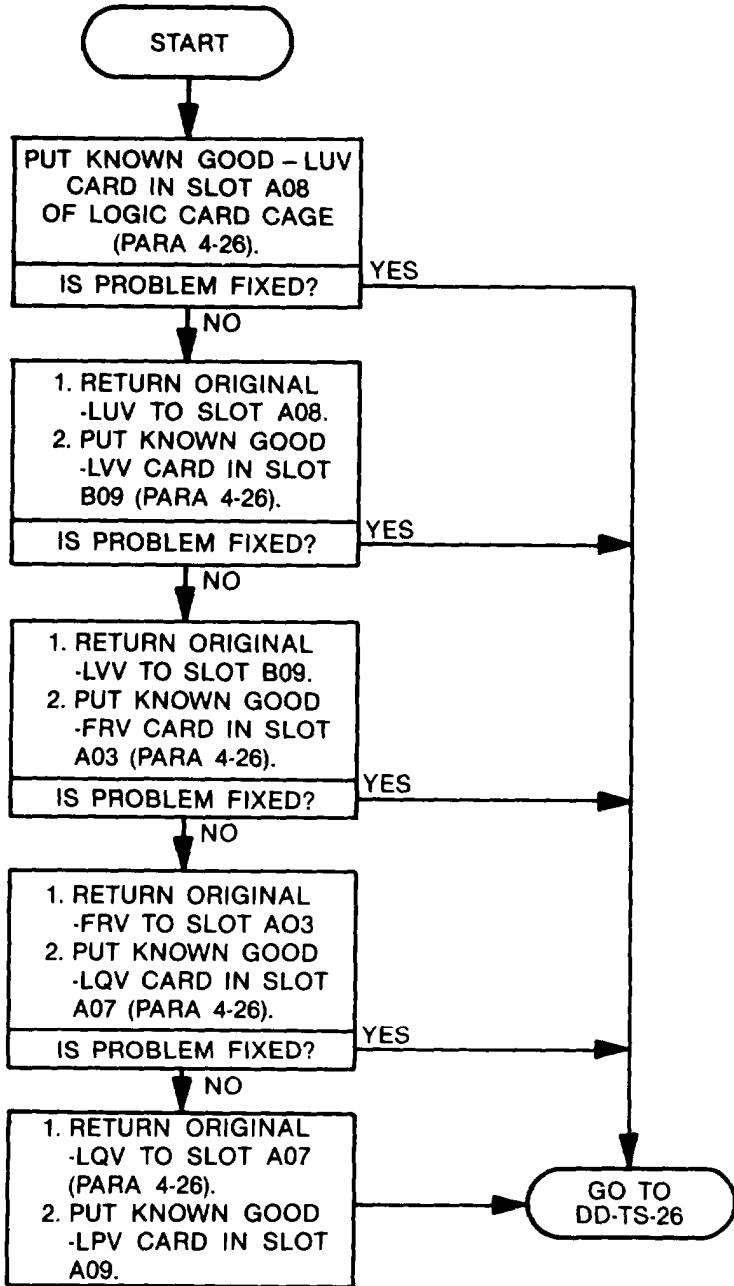 START
PUT KNOWN GOOD – LUV
CARD IN SLOT A08
OF LOGIC CARD CAGE
(PARA 4-26).
IS PROBLEM FIXED?
YES
NO
1. RETURN ORIGINAL
-LUV TO SLOT A08.
2. PUT KNOWN GOOD
-LVV CARD IN SLOT
B09 (PARA 4-26).
IS PROBLEM FIXED?
YES
NO
1. RETURN ORIGINAL
-LVV TO SLOT B09.
2. PUT KNOWN GOOD
-FRV CARD IN SLOT
A03 (PARA 4-26).
IS PROBLEM FIXED?
YES
NO
1. RETURN ORIGINAL
-FRV TO SLOT AO3
2. PUT KNOWN GOOD
-LQV CARD IN SLOT
A07 (PARA 4-26).
IS PROBLEM FIXED?
YES
NO
1. RETURN ORIGINAL
-LQV TO SLOT A07
(PARA 4-26).
2. PUT KNOWN GOOD
-LPV CARD IN SLOT
A09.
GO TO
DD-TS-26